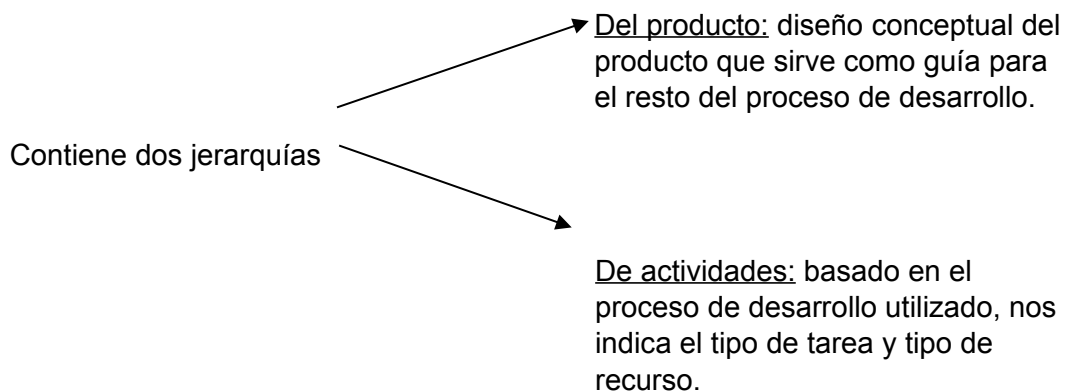 Del producto: diseño conceptual del
producto que sirve como guía para
el resto del proceso de desarrollo.
Contiene dos jerarquías
De actividades: basado en el
proceso de desarrollo utilizado, nos
indica el tipo de tarea y tipo de
recurso.